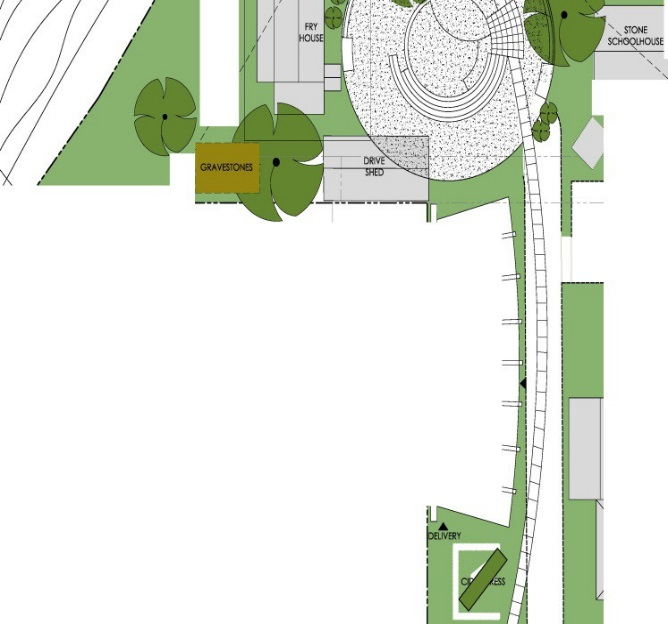 FRY
HOUSE
STONE
SCHOOLHOUSE
GRAVESTONES
DRIVE
SHED
DELIVERY